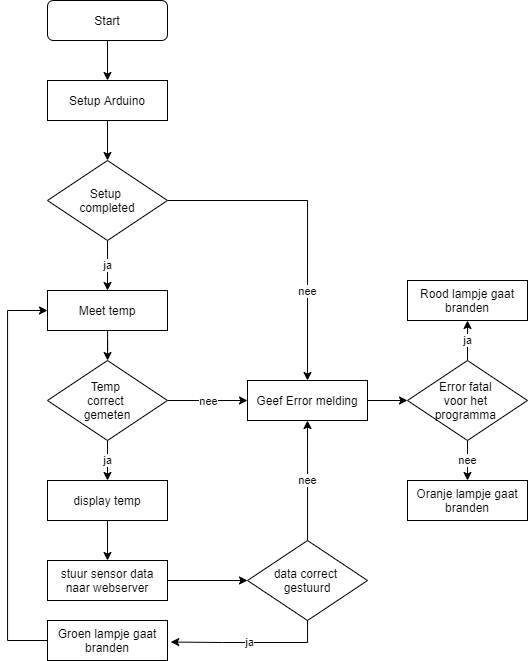 Start
Setup Arduino
Setup
completed
ja
nee
Meet temp
Rood lampje gaat
branden
ja
Temp
correct
gemeten
nee
Geef Error melding
Error fatal
voor het
programma
ja
nee
display temp
nee
Oranje lampje gaat
branden
stuur sensor data
naar webserver
data correct
gestuurd
Groen lampje gaat
branden
ja